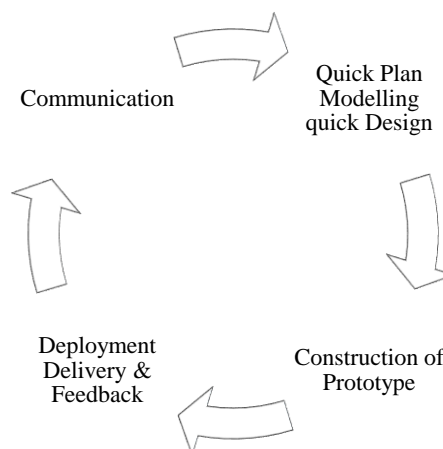 Communication
Quick Plan
Modelling
quick Design
Construction of
Prototype
Deployment
Delivery &
Feedback